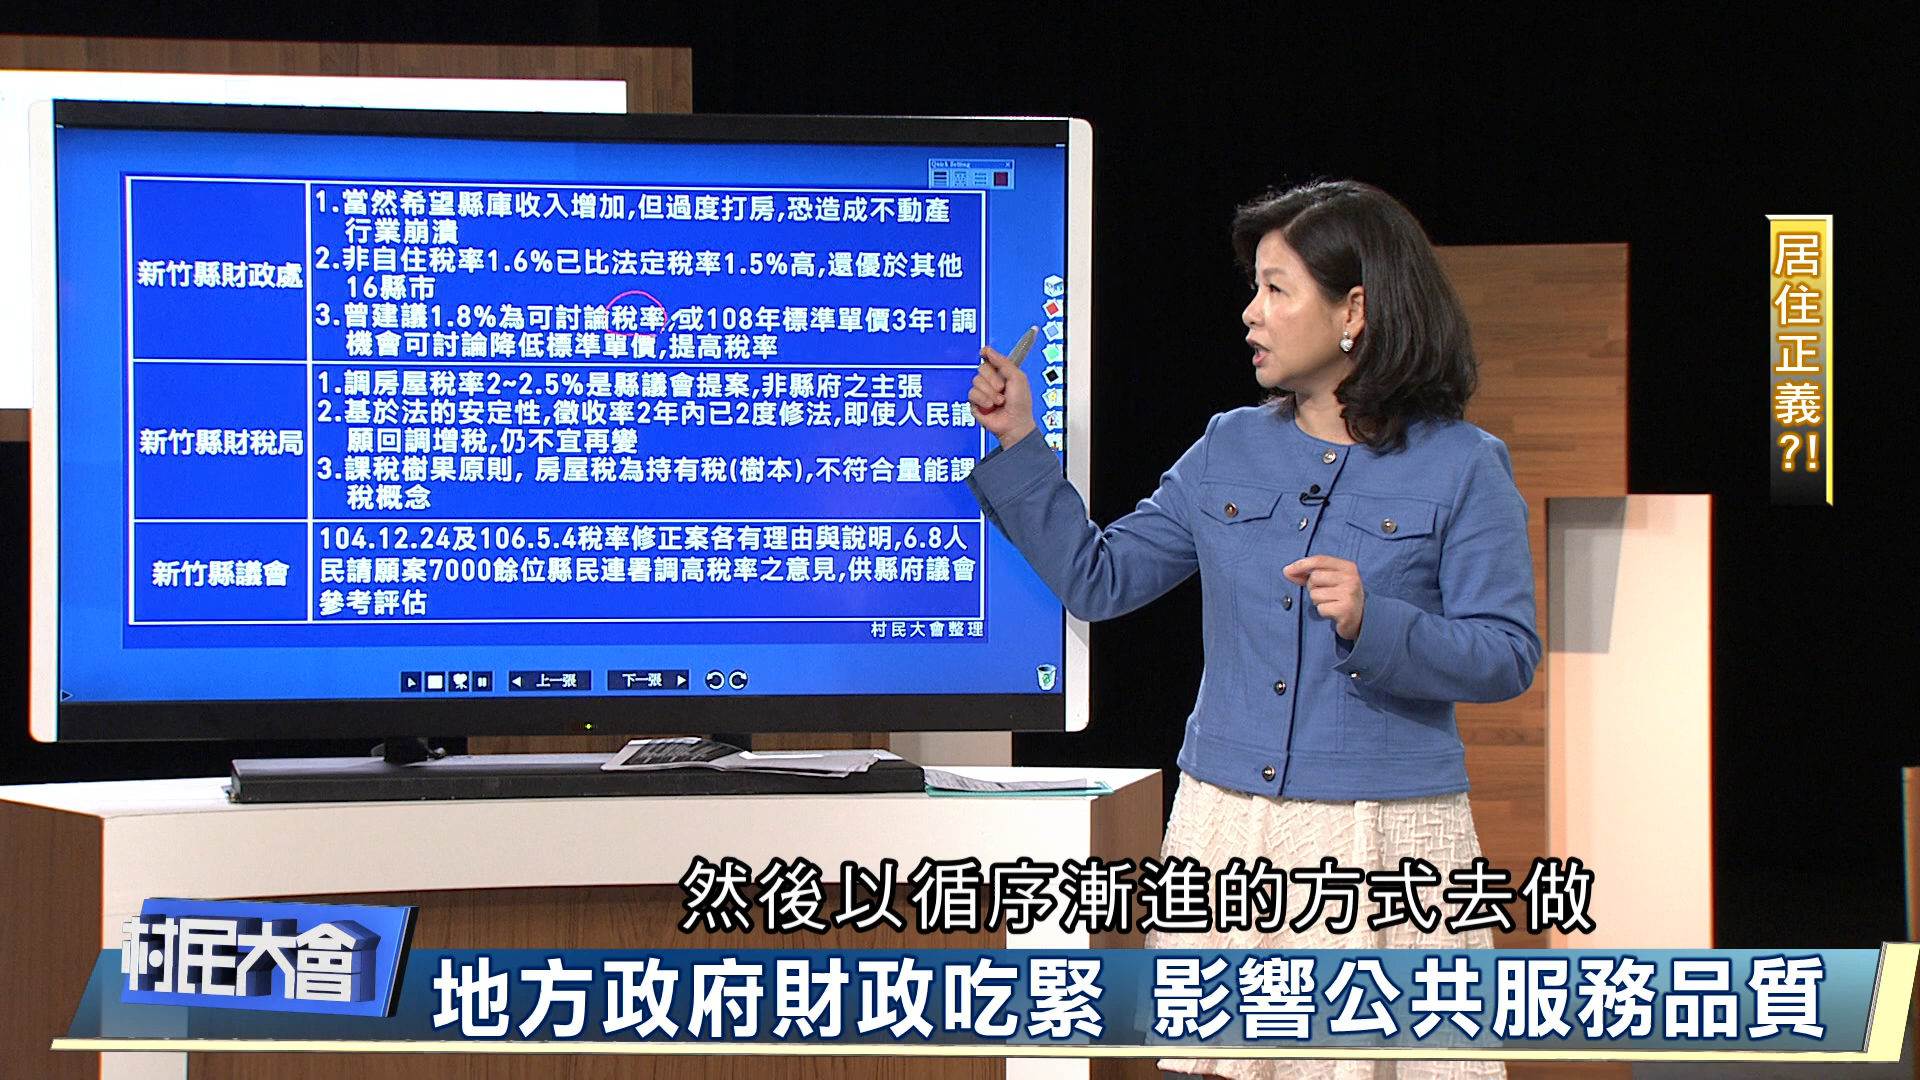 Quick Setting
新竹縣財政處
1.當然希望縣庫收入增加,但過度打房,恐造成不動產
行業崩潰
2.非自住稅率1.6%已比法定稅率1.5%高,還優於其他
16縣市
3.曾建議1.8%為可討論稅率,或108年標準單價3年1調
機會可討論降低標準單價,提高稅率
新竹縣財稅局
1.調房屋稅率2~2.5%是縣議會提案,非縣府之主張
2.基於法的安定性,徵收率2年內已2度修法,即使人民請
願回調增稅,仍不宜再變
3.課稅樹果原則, 房屋稅為持有稅(樹本),不符合量能課
稅概念
新竹縣議會
104.12.24及106.5.4稅率修正案各有理由與說明,6.8人
民請願案7000餘位縣民連署調高稅率之意見,供縣府議會
參考評估
村民大會整理
上一張
下一張
居住正義?!
然後以循序漸進的方式去做
村民大會
地方政府財政吃緊 影響公共服務品質